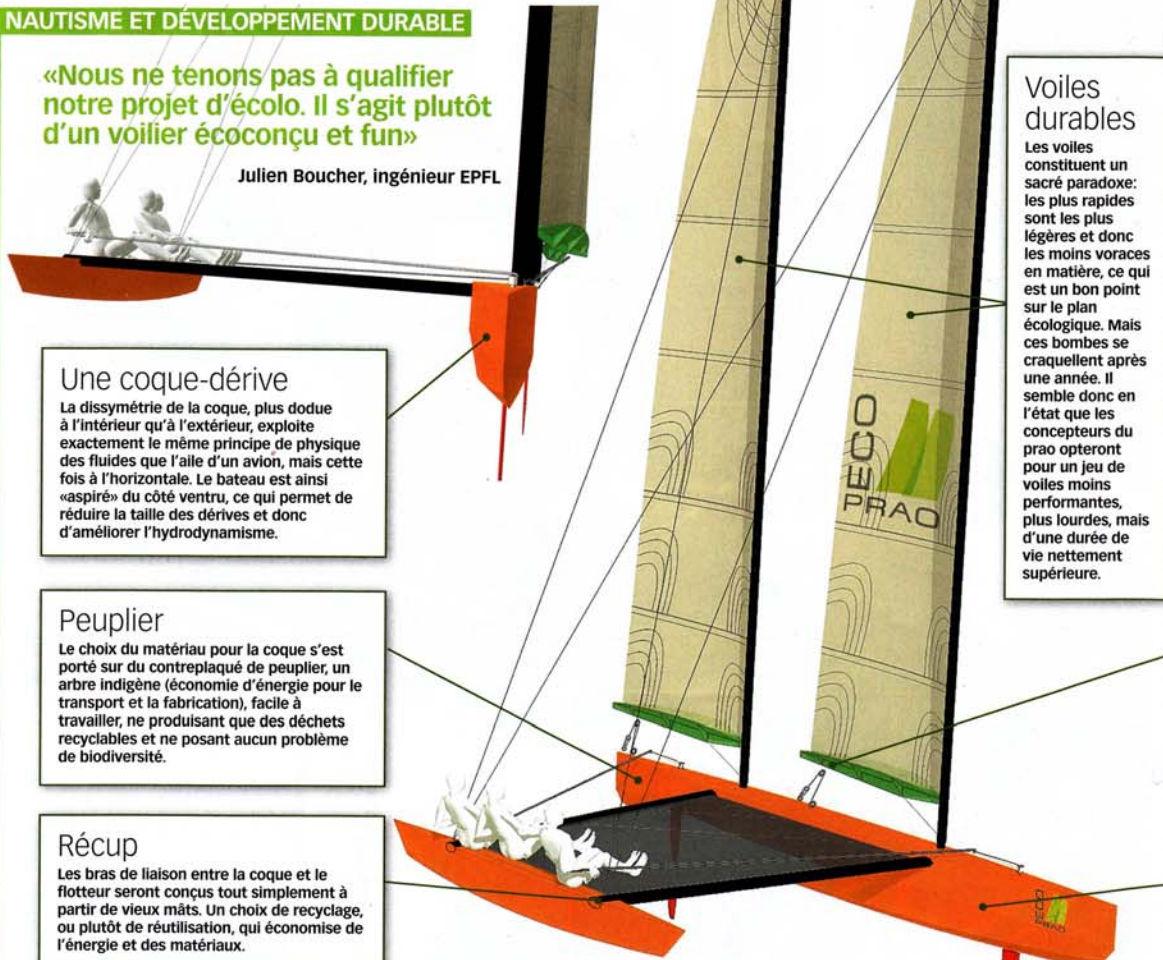 NAUTISME ET DÉVELOPPEMENT DURABLE
«Nous ne tenons pas à qualifier
notre projet d'écolo. Il s'agit plutôt
d'un voilier écoconçu et fun»
Julien Boucher, ingénieur EPFL
Une coque-dérive
La dissymétrie de la coque, plus dodue
à l'intérieur qu'à l'extérieur, exploite
exactement le même principe de physique
des fluides que l'aile d'un avion, mais cette
fois à l'horizontale. Le bateau est ainsi
«aspiré» du côté ventru, ce qui permet de
réduire la taille des dérives et donc
d'améliorer l'hydrodynamisme.
Peuplier
Le choix du matériau pour la coque s'est
porté sur du contreplaqué de peuplier, un
arbre indigène (économie d'énergie pour le
transport et la fabrication), facile à
travailler, ne produisant que des déchets
recyclables et ne posant aucun problème
de biodiversité.
Récup
Les bras de liaison entre la coque et le
flotteur seront conçus tout simplement à
partir de vieux mâts. Un choix de recyclage,
ou plutôt de réutilisation, qui économise de
l'énergie et des matériaux.
Voiles
durables
Les voiles
constituent un
sacré paradoxe:
les plus rapides
sont les plus
légères et donc
les moins voraces
en matière, ce qui
est un bon point
sur le plan
écologique. Mais
ces bombes se
craquellent après
une année. Il
semble donc en
l'état que les
concepteurs du
prao opteront
pour un jeu de
voiles moins
performantes,
plus lourdes, mais
d'une durée de
vie nettement
supérieure.
ECO
PRAO
ECO
PRAO